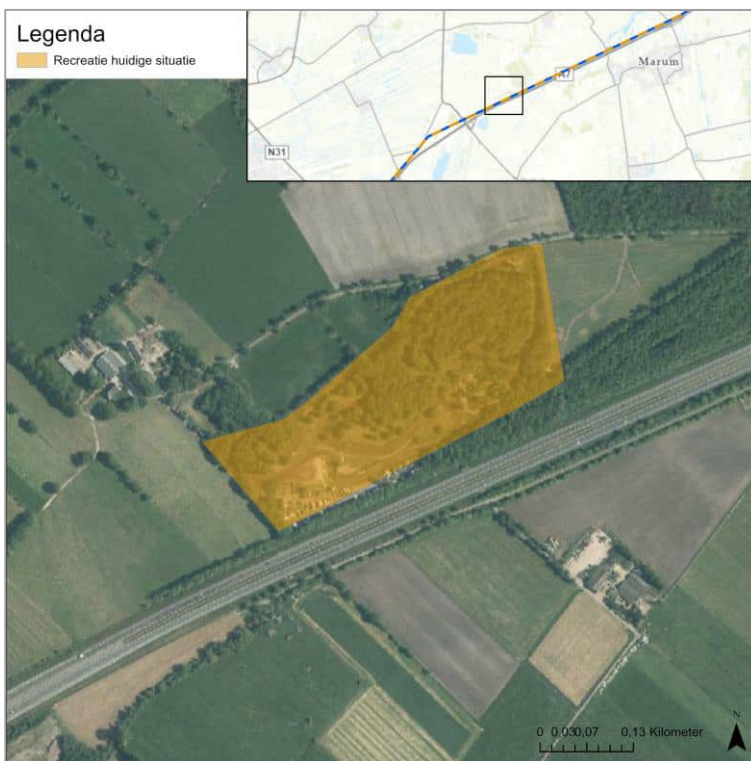 Legenda
Recreatie huidige situatie
Marum
A7
N31
N
0 0,030,07 0,13 Kilometer